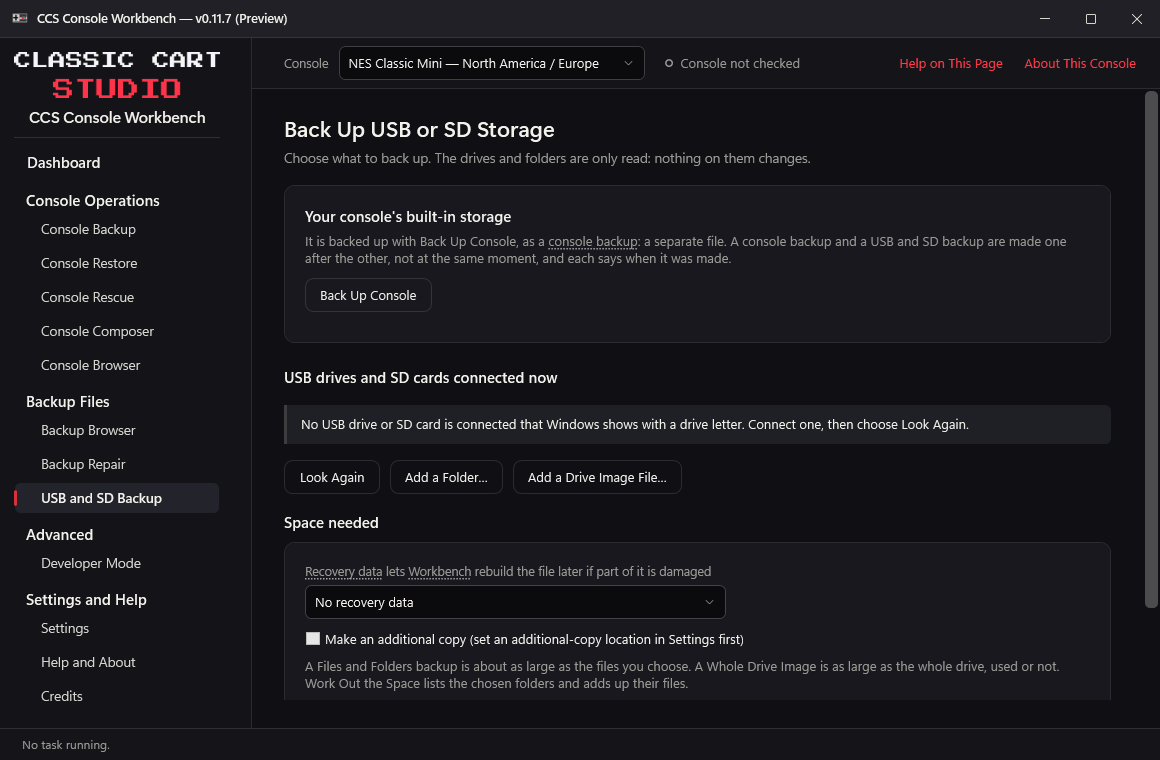 CCS Console Workbench — v0.11.7 (Preview)
CLASSIC CART
STUDIO
CCS Console Workbench
Dashboard
Console Operations
Console Backup
Console Restore
Console Rescue
Console Composer
Console Browser
Backup Files
Backup Browser
Backup Repair
USB and SD Backup
Advanced
Developer Mode
Settings and Help
Settings
Help and About
Credits
Console
NES Classic Mini — North America / Europe
Console not checked
Help on This Page
About This Console
Back Up USB or SD Storage
Choose what to back up. The drives and folders are only read: nothing on them changes.
Your console's built-in storage
It is backed up with Back Up Console, as a console backup: a separate file. A console backup and a USB and SD backup are made one
after the other, not at the same moment, and each says when it was made.
Back Up Console
USB drives and SD cards connected now
No USB drive or SD card is connected that Windows shows with a drive letter. Connect one, then choose Look Again.
Look Again
Add a Folder...
Add a Drive Image File...
Space needed
Recovery data lets Workbench rebuild the file later if part of it is damaged
No recovery data
Make an additional copy (set an additional-copy location in Settings first)
A Files and Folders backup is about as large as the files you choose. A Whole Drive Image is as large as the whole drive, used or not.
Work Out the Space lists the chosen folders and adds up their files.
No task running.